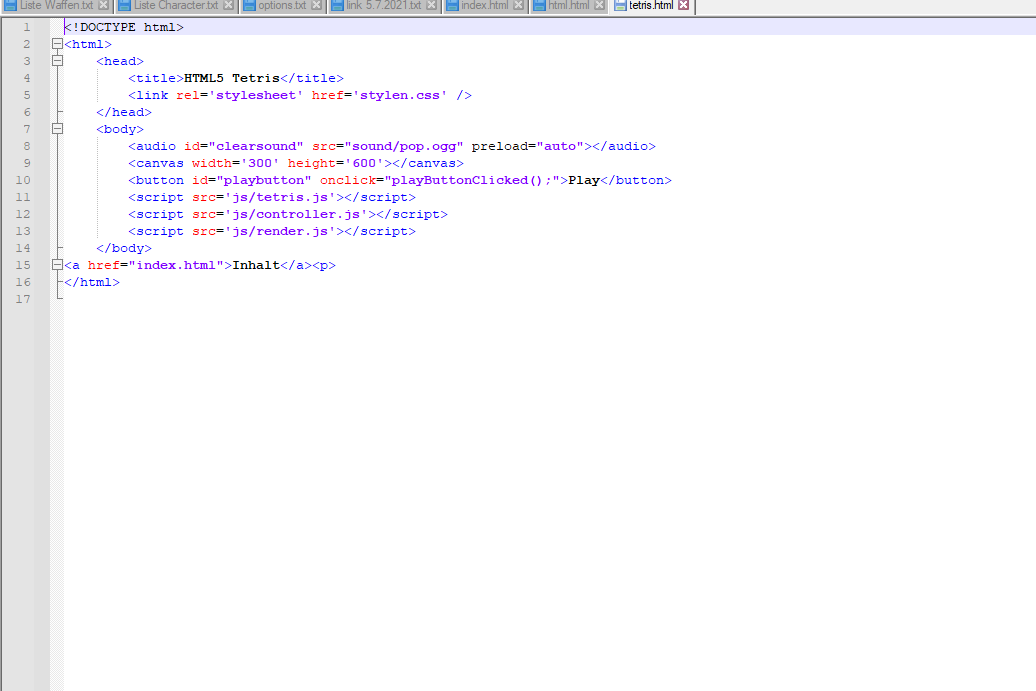 Liste Waffen.txt Liste Character.txt options.txt link 5.7.2021.txt index.html html.html tetris.html
1 <!DOCTYPE html>
2 <html>
3 <head>
4 <title>HTML5 Tetris</title>
5 <link rel='stylesheet' href='stylen.css' />
6 </head>
7 <body>
8 <audio id="clearsound" src="sound/pop.ogg" preload="auto"></audio>
9 <canvas width='300' height='600'></canvas>
10 <button id="playbutton" onclick="playButtonClicked();">Play</button>
11 <script src='js/tetris.js'></script>
12 <script src='js/controller.js'></script>
13 <script src='js/render.js'></script>
14 </body>
15 <a href="index.html">Inhalt</a><p>
16 </html>
17